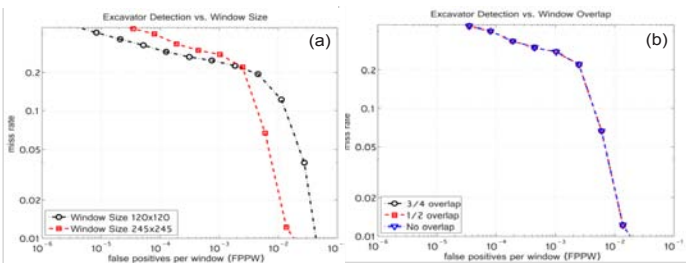 Excavator Detection vs. Window Size
(a)
miss rate
0.2
0.1
0.05
0.02
0.01
Window Size 120x120
Window Size 245x245
10⁻⁶ 10⁻⁵ 10⁻⁴ 10⁻³ 10⁻² 10⁻¹
false positives per window (FPPW)
Excavator Detection vs. Window Overlap
(b)
miss rate
0.2
0.1
0.05
0.02
0.01
3/4 overlap
1/2 overlap
No overlap
10⁻⁶ 10⁻⁵ 10⁻⁴ 10⁻³ 10⁻² 10⁻¹
false positives per window (FPPW)